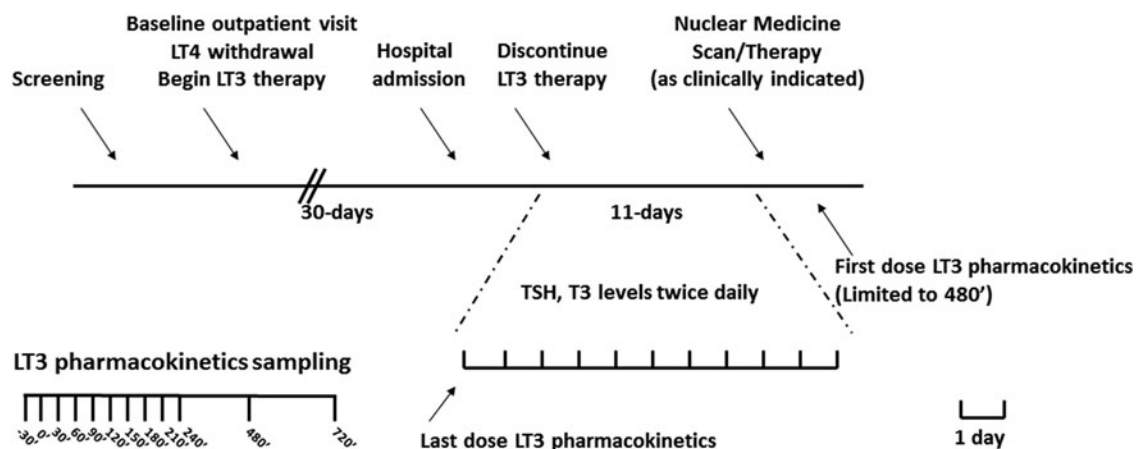 Screening
Baseline outpatient visit
LT4 withdrawal
Begin LT3 therapy
Hospital
admission
Discontinue
LT3 therapy
Nuclear Medicine
Scan/Therapy
(as clinically indicated)
30-days
11-days
First dose LT3 pharmacokinetics
(Limited to 480')
TSH, T3 levels twice daily
LT3 pharmacokinetics sampling
-30' 0' 30' 60' 90' 120' 150' 180' 210' 240' 480' 720'
Last dose LT3 pharmacokinetics
1 day